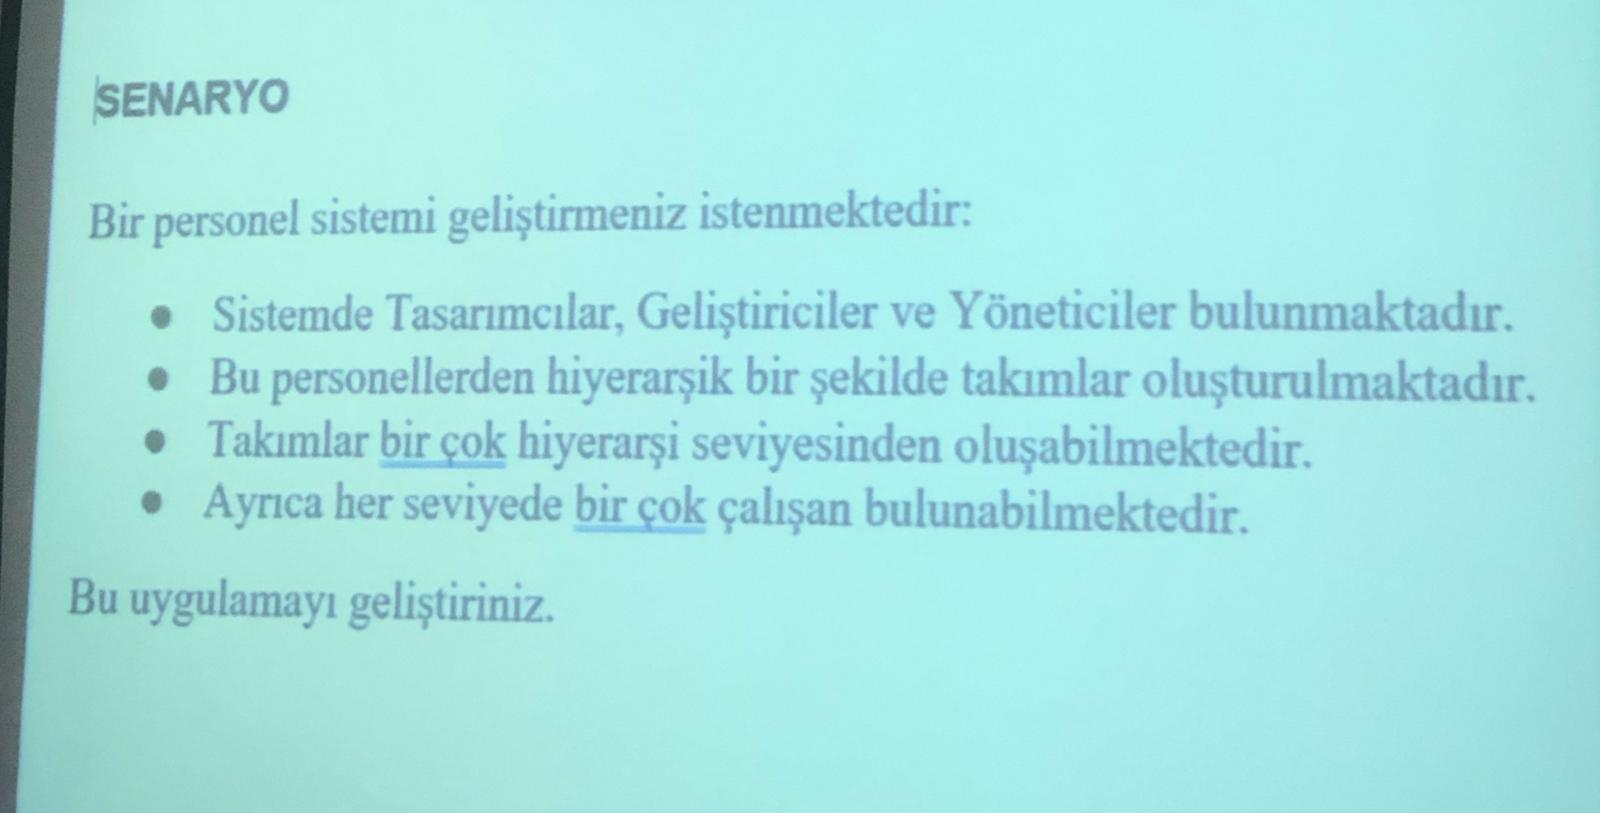 SENARYO
Bir personel sistemi geliştirmeniz istenmektedir:
● Sistemde Tasarımcılar, Geliştiriciler ve Yöneticiler bulunmaktadır.
● Bu personellerden hiyerarşik bir şekilde takımlar oluşturulmaktadır.
● Takımlar bir çok hiyerarşi seviyesinden oluşabilmektedir.
● Ayrıca her seviyede bir çok çalışan bulunabilmektedir.
Bu uygulamayı geliştiriniz.